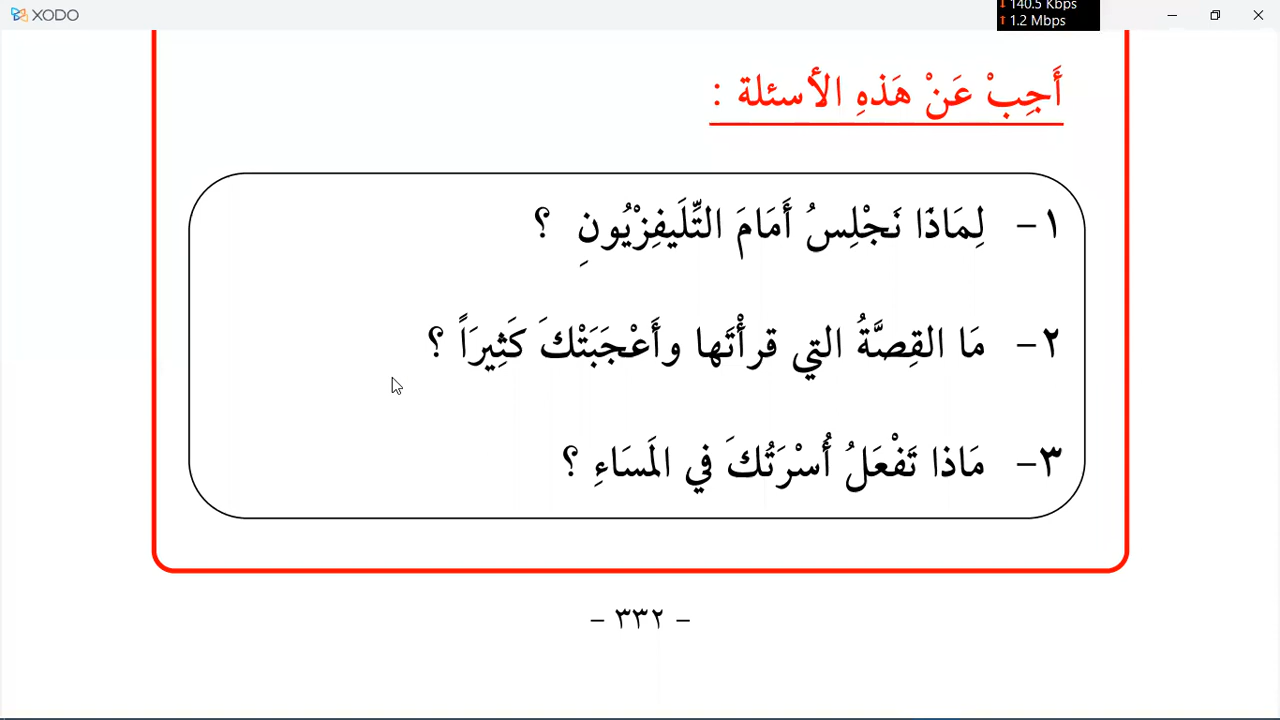 XODO
↓ 140.5 Kbps
↑ 1.2 Mbps
أَجِبْ عَنْ هَذهِ الأسئلة :
١- لِمَاذَا نَجْلِسُ أَمَامَ التِّلَيفِزْيُونِ ؟
٢- مَا القِصَّةُ التي قرأْتَها وأَعْجَبَتْكَ كَثِيرَاً ؟
٣- مَاذا تَفْعَلُ أُسْرَتُكَ في المَسَاءِ ؟
- ٣٣٢ -